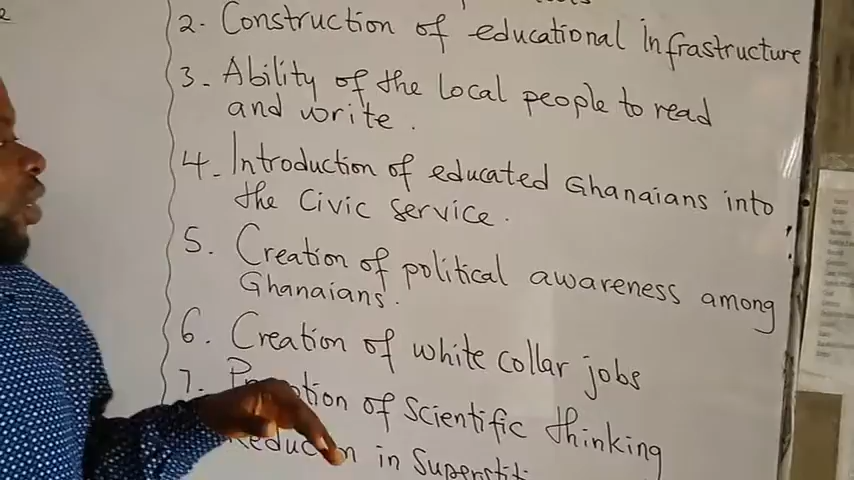 2. Construction of educational Infrastructure
3. Ability of the local people to read
and write.
4. Introduction of educated Ghanaians into
the Civic service.
5. Creation of political awareness among
Ghanaians.
6. Creation of white collar jobs
7. of Scientific thinking
in